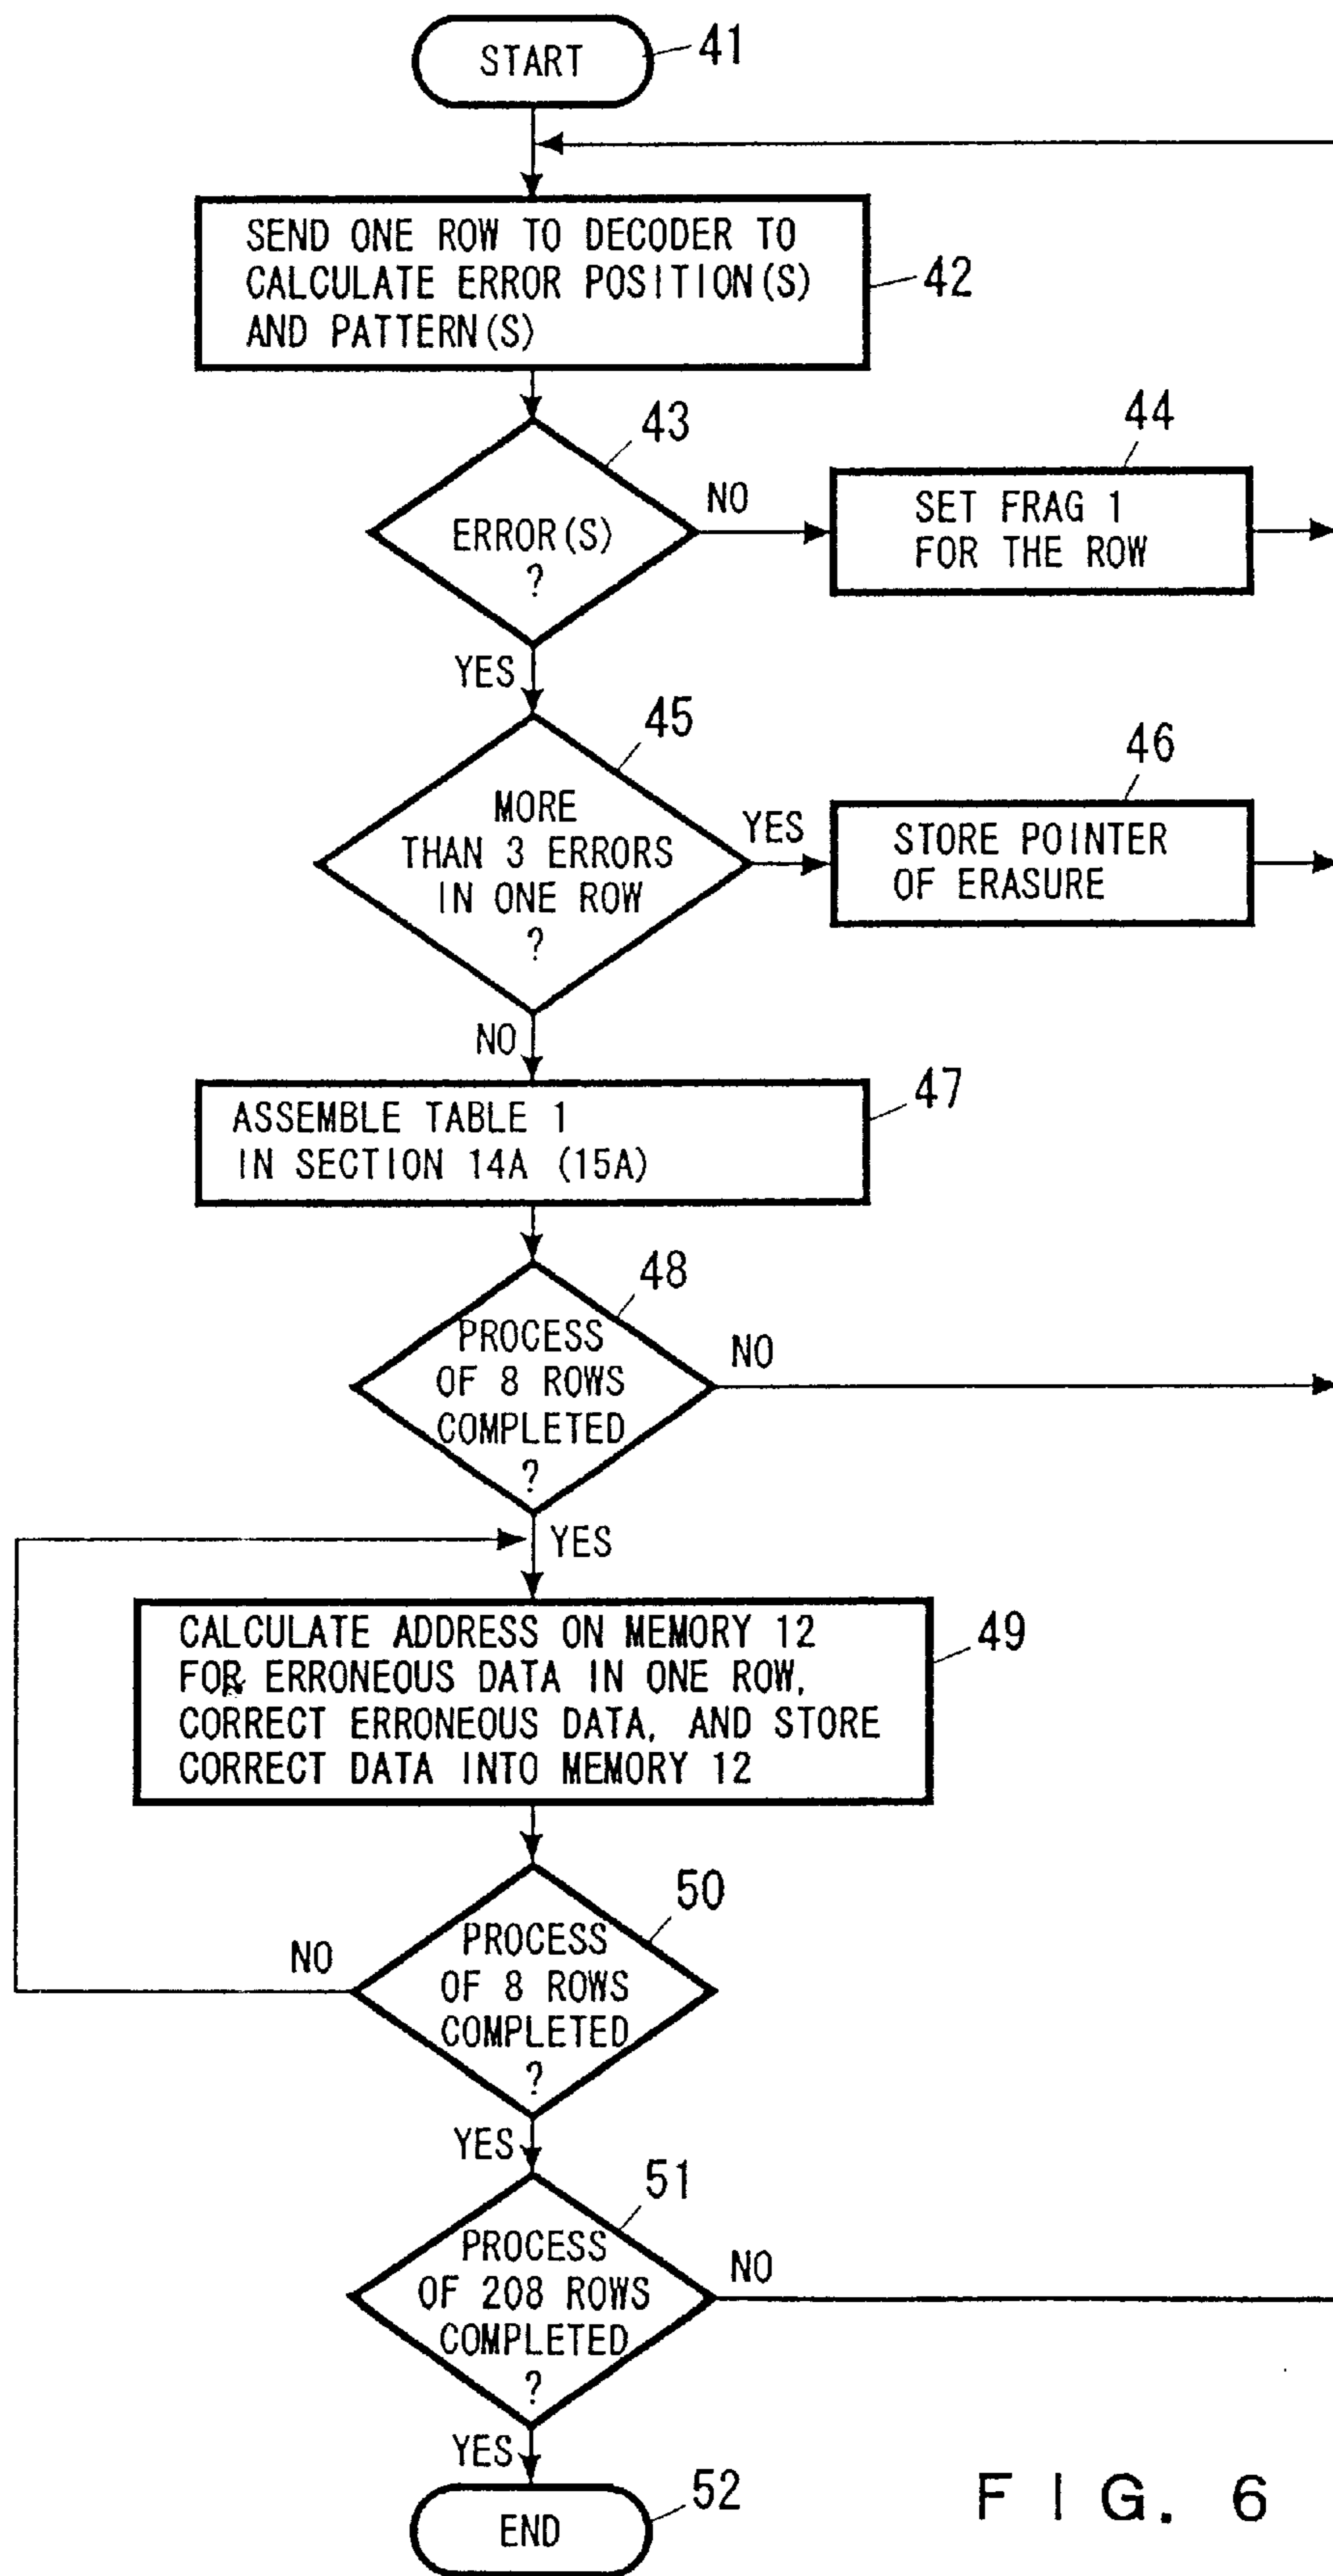 START
41
SEND ONE ROW TO DECODER TO
CALCULATE ERROR POSITION(S)
AND PATTERN(S)
42
43
ERROR(S)
?
NO
44
SET FRAG 1
FOR THE ROW
YES
45
MORE
THAN 3 ERRORS
IN ONE ROW
?
YES
46
STORE POINTER
OF ERASURE
NO
ASSEMBLE TABLE 1
IN SECTION 14A (15A)
47
48
PROCESS
OF 8 ROWS
COMPLETED
?
NO
YES
CALCULATE ADDRESS ON MEMORY 12
FOR ERRONEOUS DATA IN ONE ROW,
CORRECT ERRONEOUS DATA, AND STORE
CORRECT DATA INTO MEMORY 12
49
50
PROCESS
OF 8 ROWS
COMPLETED
?
NO
YES
51
PROCESS
OF 208 ROWS
COMPLETED
?
NO
YES
END
52
FIG. 6